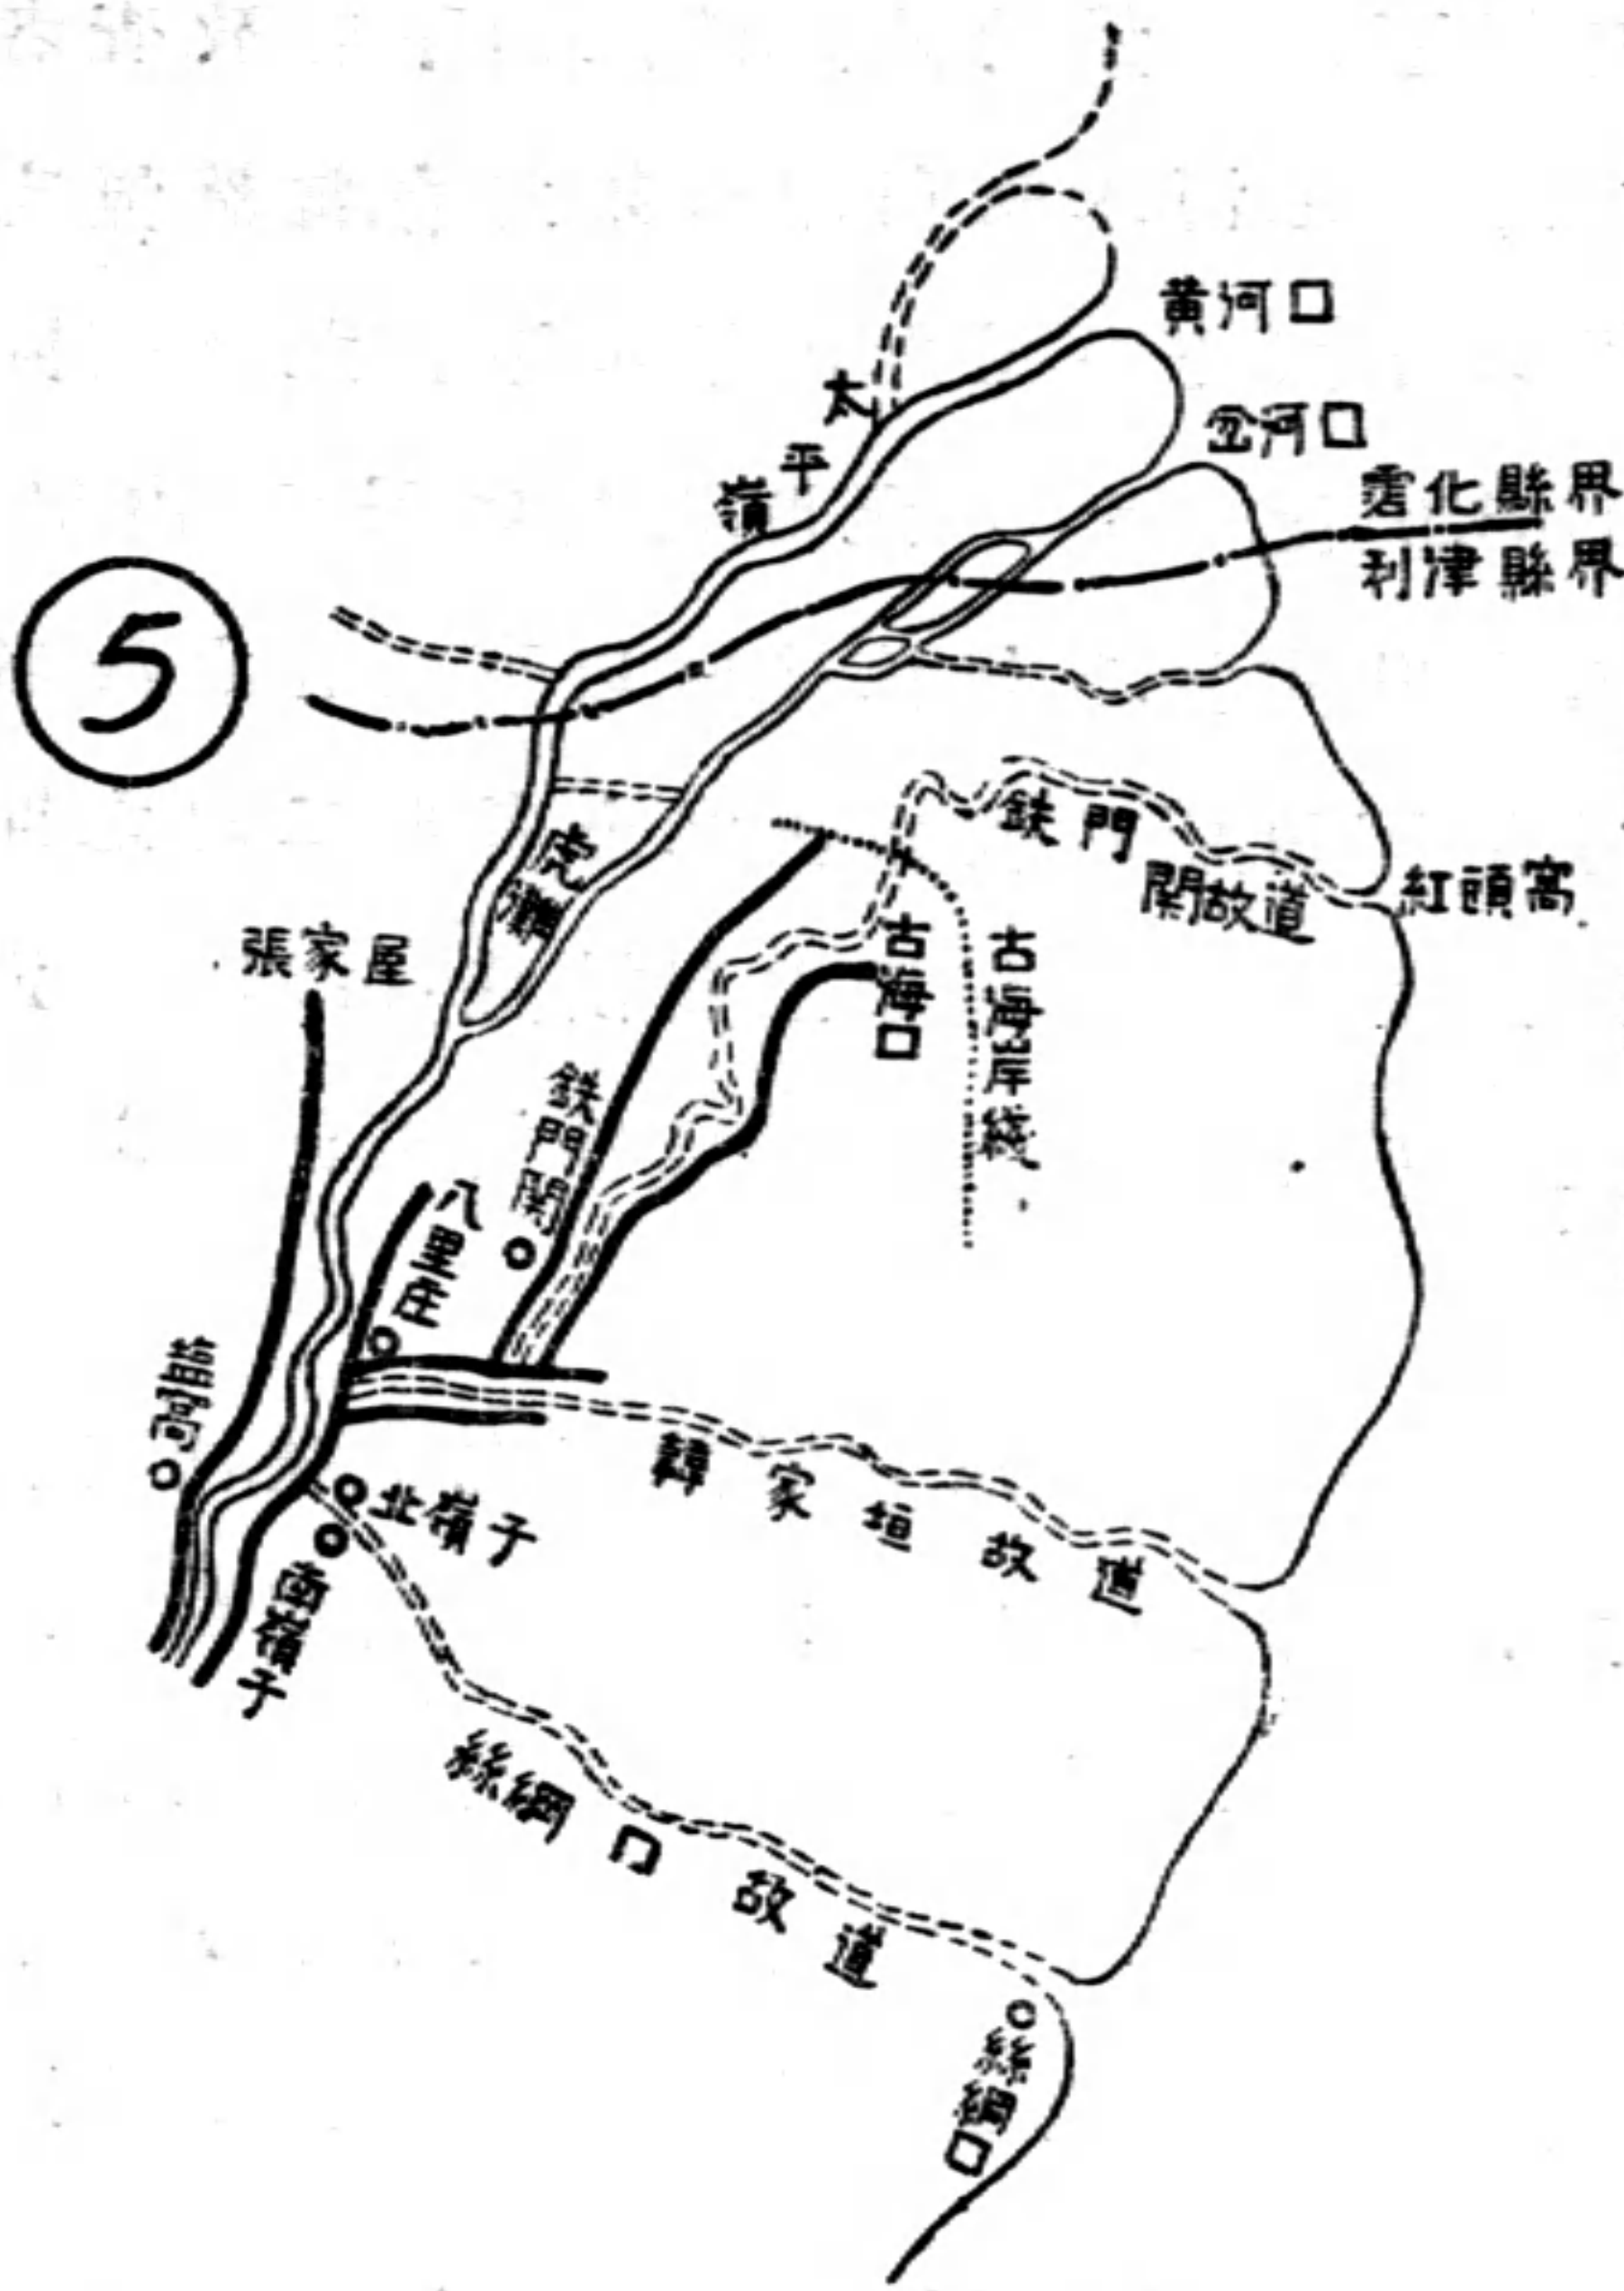 5
黄河口
岔河口
霑化縣界
利津縣界
太平嶺
虎灘
鉄門
關故道
紅頭窩
張家屋
古海口
古海岸綫
鉄門關
八里庄
韓家垣故道
北嶺子
南嶺子
絲網口故道
絲網口